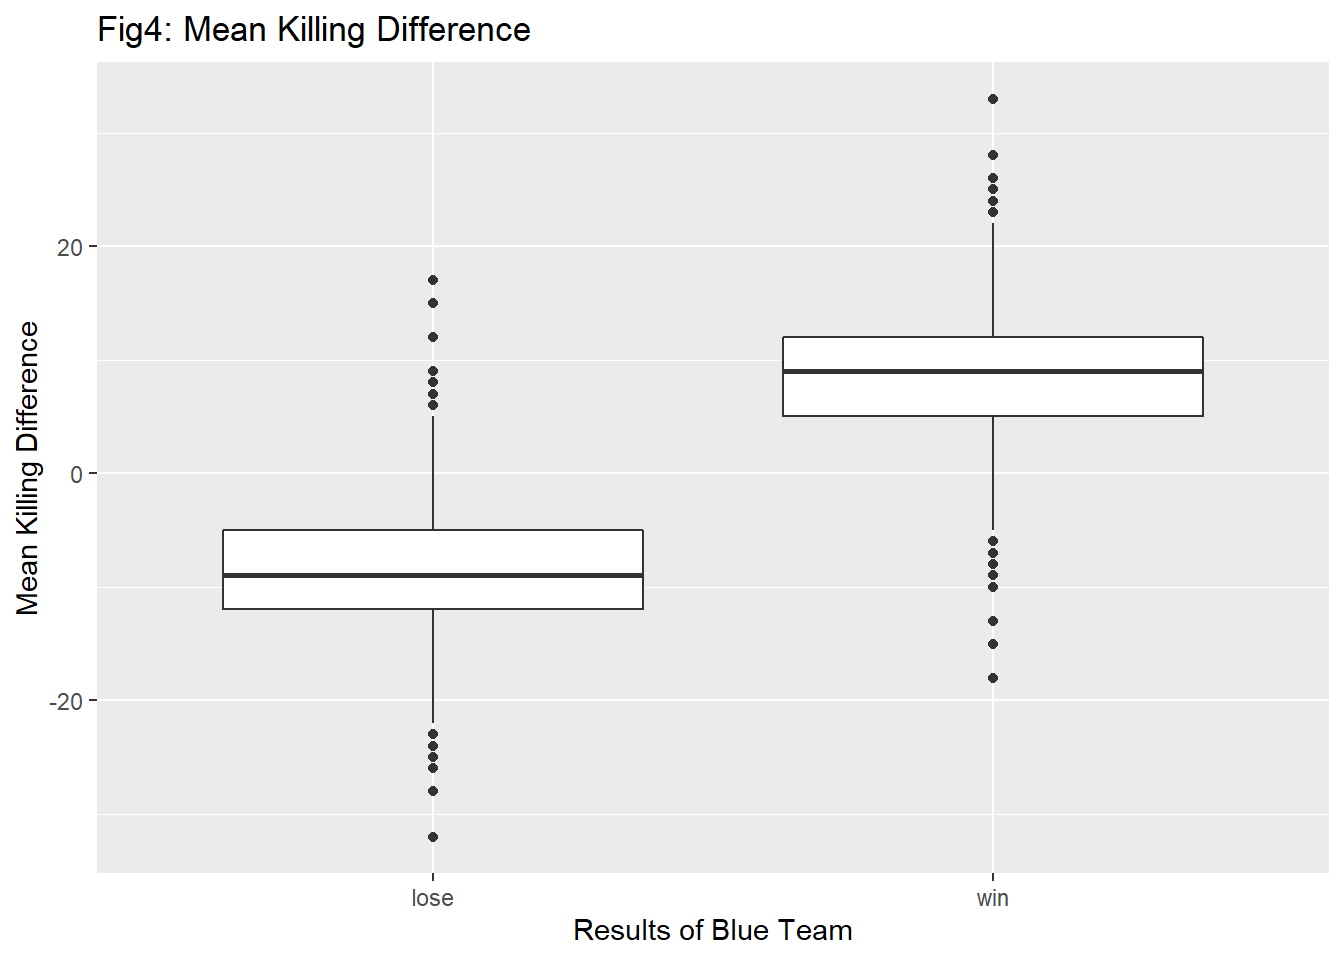 Fig4: Mean Killing Difference
Mean Killing Difference
20
0
-20
lose
win
Results of Blue Team